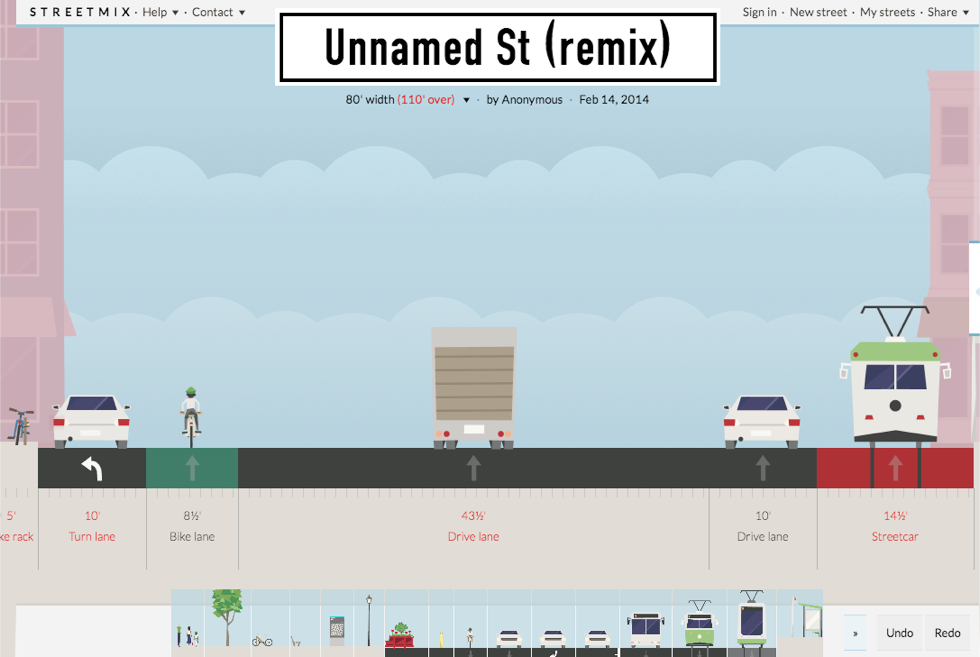 STREETMIX · Help ▼ · Contact ▼
Sign in · New street · My streets · Share ▼
Unnamed St (remix)
80' width (110' over) ▼ · by Anonymous · Feb 14, 2014
5'
10'
8½'
43½'
10'
14½'
ke rack
Turn lane
Bike lane
Drive lane
Drive lane
Streetcar
»
Undo
Redo